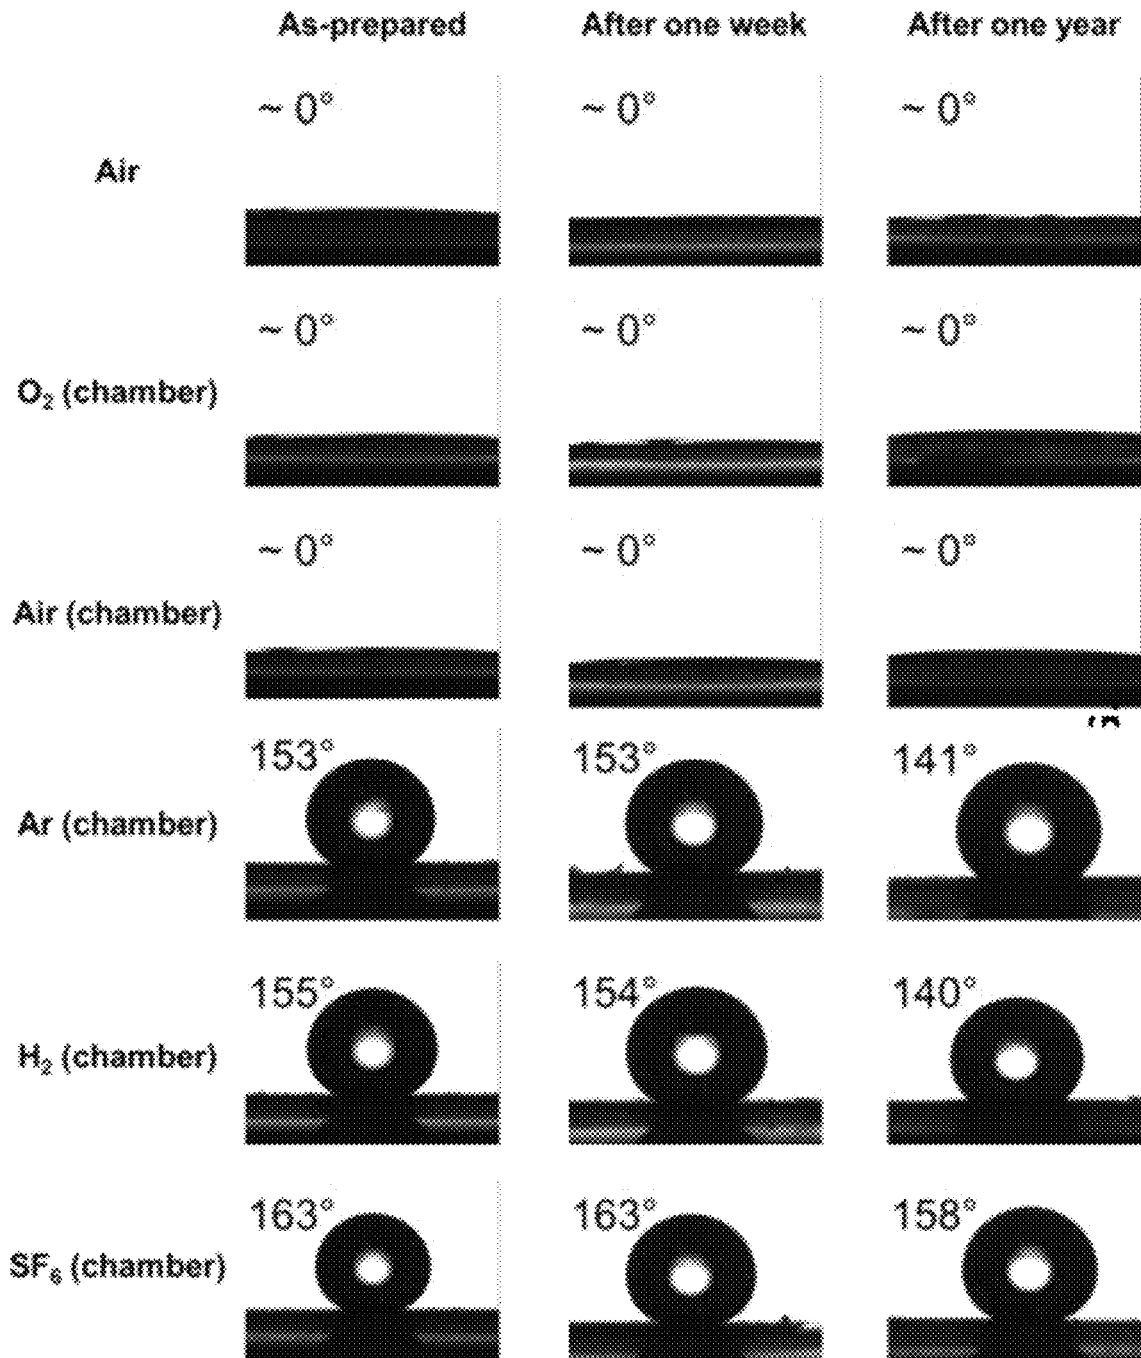 As-prepared After one week After one year
~ 0° ~ 0° ~ 0°
Air
~ 0° ~ 0° ~ 0°
O₂ (chamber)
~ 0° ~ 0° ~ 0°
Air (chamber)
153° 153° 141°
Ar (chamber)
155° 154° 140°
H₂ (chamber)
163° 163° 158°
SF₆ (chamber)